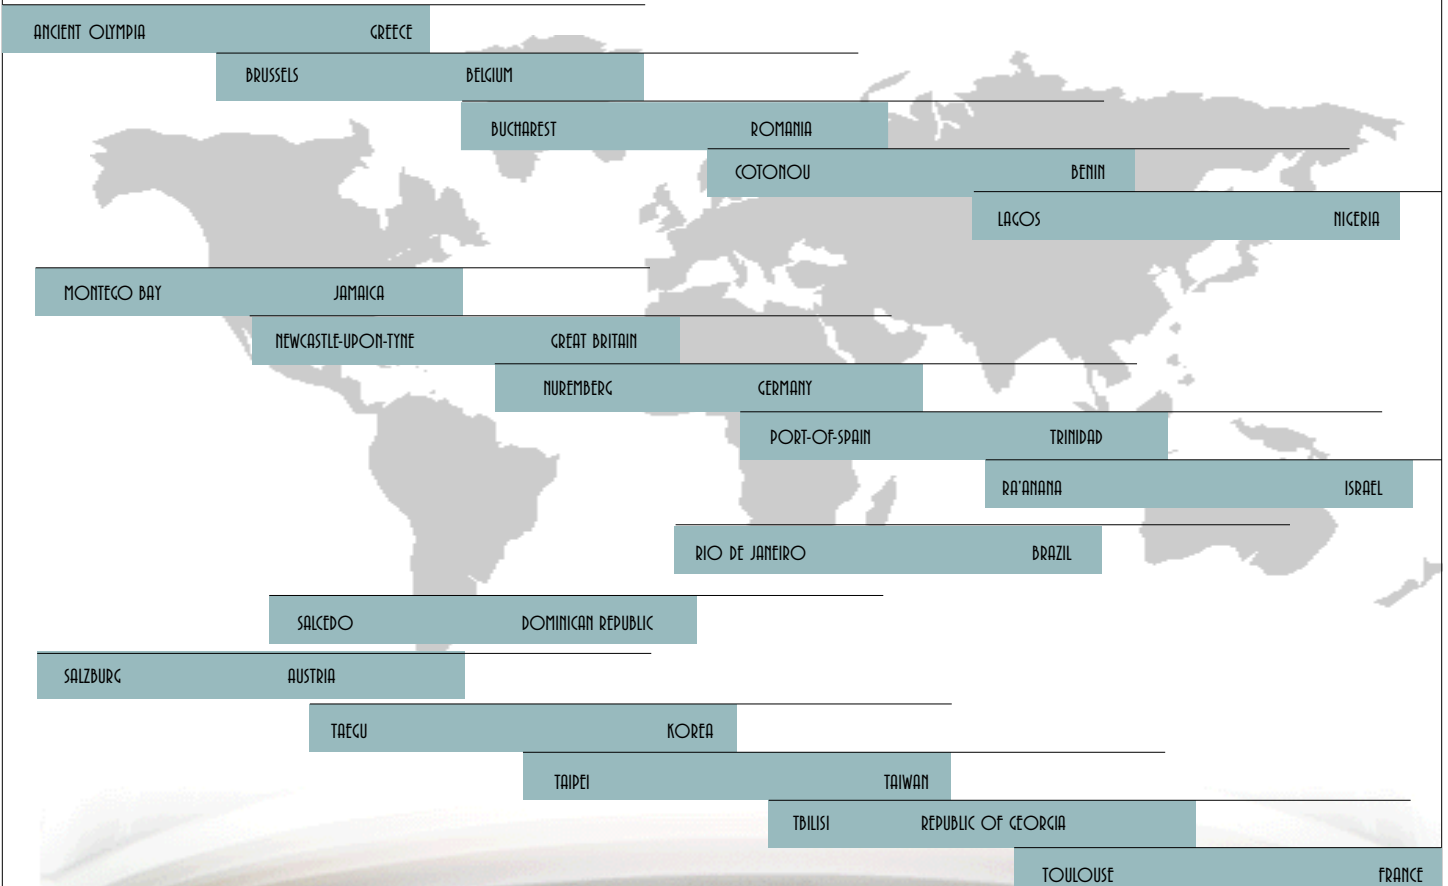 ANCIENT OLYMPIA GREECE
BRUSSELS BELGIUM
BUCHAREST ROMANIA
COTONOU BENIN
LAGOS NIGERIA
MONTEGO BAY JAMAICA
NEWCASTLE-UPON-TYNE GREAT BRITAIN
NUREMBERG GERMANY
PORT-OF-SPAIN TRINIDAD
RA'ANANA ISRAEL
RIO DE JANEIRO BRAZIL
SALCEDO DOMINICAN REPUBLIC
SALZBURG AUSTRIA
TAEGU KOREA
TAIPEI TAIWAN
TBILISI REPUBLIC OF GEORGIA
TOULOUSE FRANCE